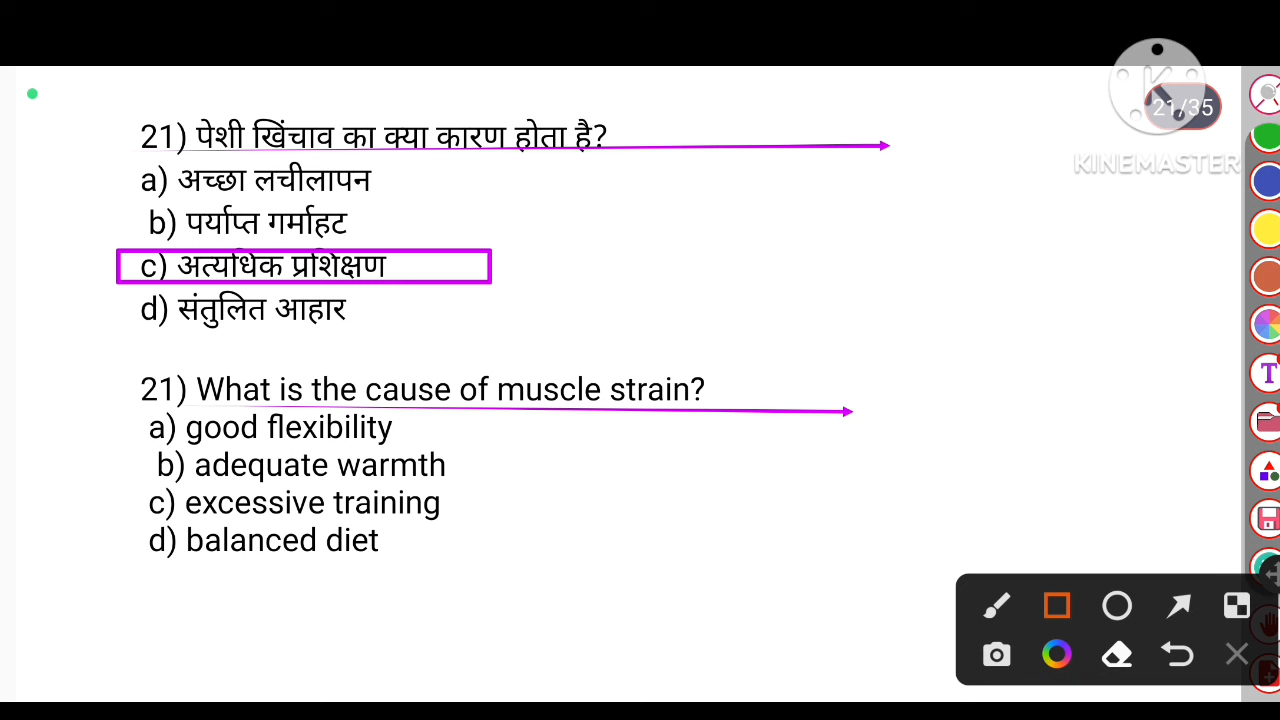 21/35
KINEMASTER
21) पेशी खिंचाव का क्या कारण होता है?
a) अच्छा लचीलापन
b) पर्याप्त गर्माहट
c) अत्यधिक प्रशिक्षण
d) संतुलित आहार
21) What is the cause of muscle strain?
a) good flexibility
b) adequate warmth
c) excessive training
d) balanced diet